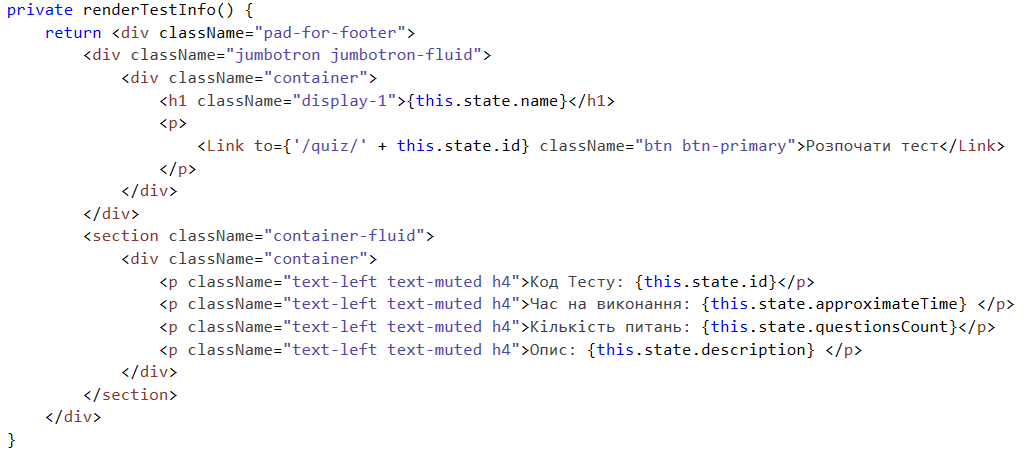 private renderTestInfo() {
    return <div className="pad-for-footer">
        <div className="jumbotron jumbotron-fluid">
            <div className="container">
                <h1 className="display-1">{this.state.name}</h1>
                <p>
                    <Link to={'/quiz/' + this.state.id} className="btn btn-primary">Розпочати тест</Link>
                </p>
            </div>
        </div>
        <section className="container-fluid">
            <div className="container">
                <p className="text-left text-muted h4">Код Тесту: {this.state.id}</p>
                <p className="text-left text-muted h4">Час на виконання: {this.state.approximateTime} </p>
                <p className="text-left text-muted h4">Кількість питань: {this.state.questionsCount}</p>
                <p className="text-left text-muted h4">Опис: {this.state.description} </p>
            </div>
        </section>
    </div>
}